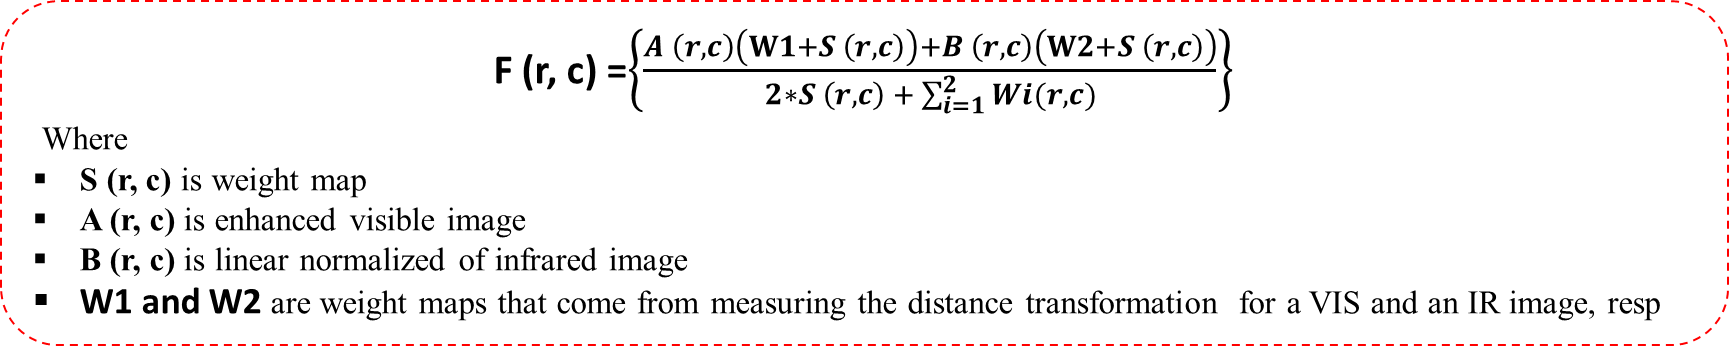 F (r, c) ={A (r,c)(W1+S (r,c))+B (r,c)(W2+S (r,c)) / 2*S (r,c) + ∑²ᵢ₌₁ Wi(r,c)}
Where
▪ S (r, c) is weight map
▪ A (r, c) is enhanced visible image
▪ B (r, c) is linear normalized of infrared image
▪ W1 and W2 are weight maps that come from measuring the distance transformation for a VIS and an IR image, resp